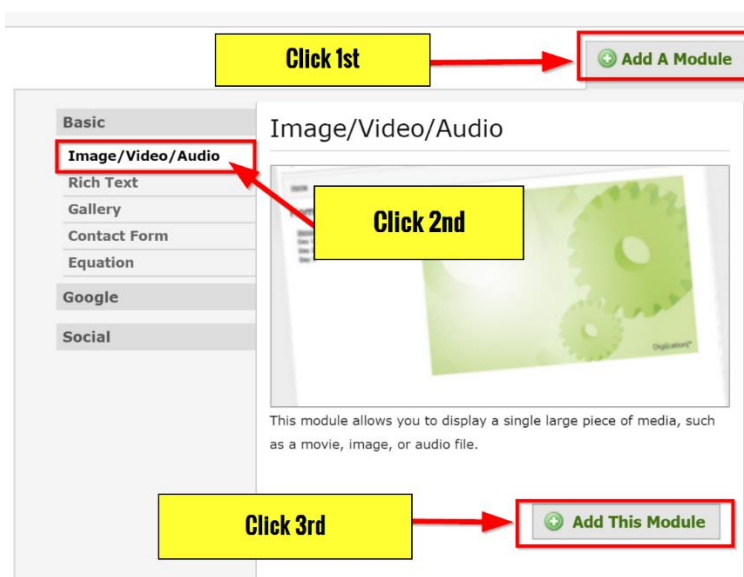 Click 1st
Add A Module
Basic
Image/Video/Audio
Rich Text
Gallery
Contact Form
Equation
Google
Social
Image/Video/Audio
Click 2nd
Digication
This module allows you to display a single large piece of media, such
as a movie, image, or audio file.
Click 3rd
Add This Module